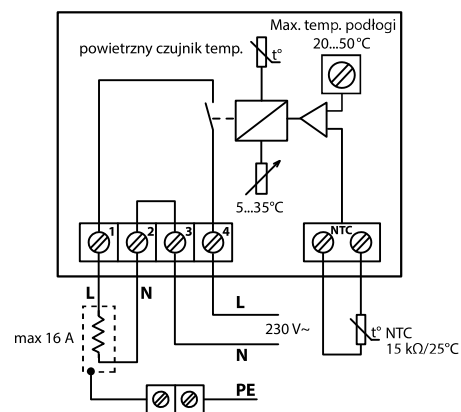 Max. temp. podłogi
20...50°C
powietrzny czujnik temp.
t°
5...35°C
1
2
3
4
NTC
L
N
L
230 V~
N
max 16 A
t° NTC
15 kΩ/25°C
PE